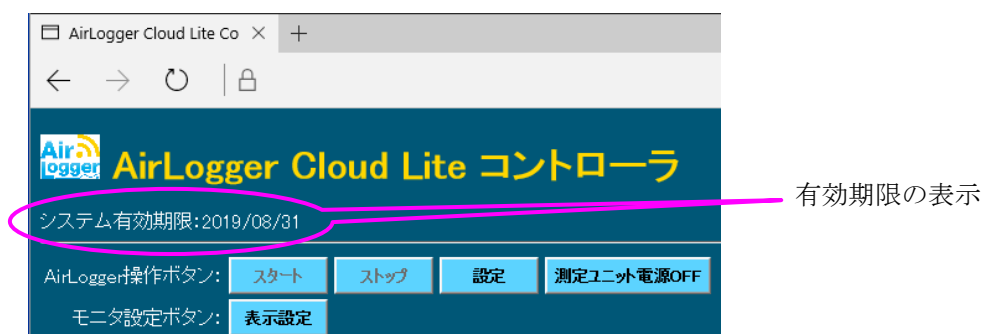 AirLogger Cloud Lite Co
Air Logger
AirLogger Cloud Lite コントローラ
有効期限の表示
システム有効期限:2019/08/31
AirLogger操作ボタン: スタート ストップ 設定 測定ユニット電源OFF
モニタ設定ボタン: 表示設定